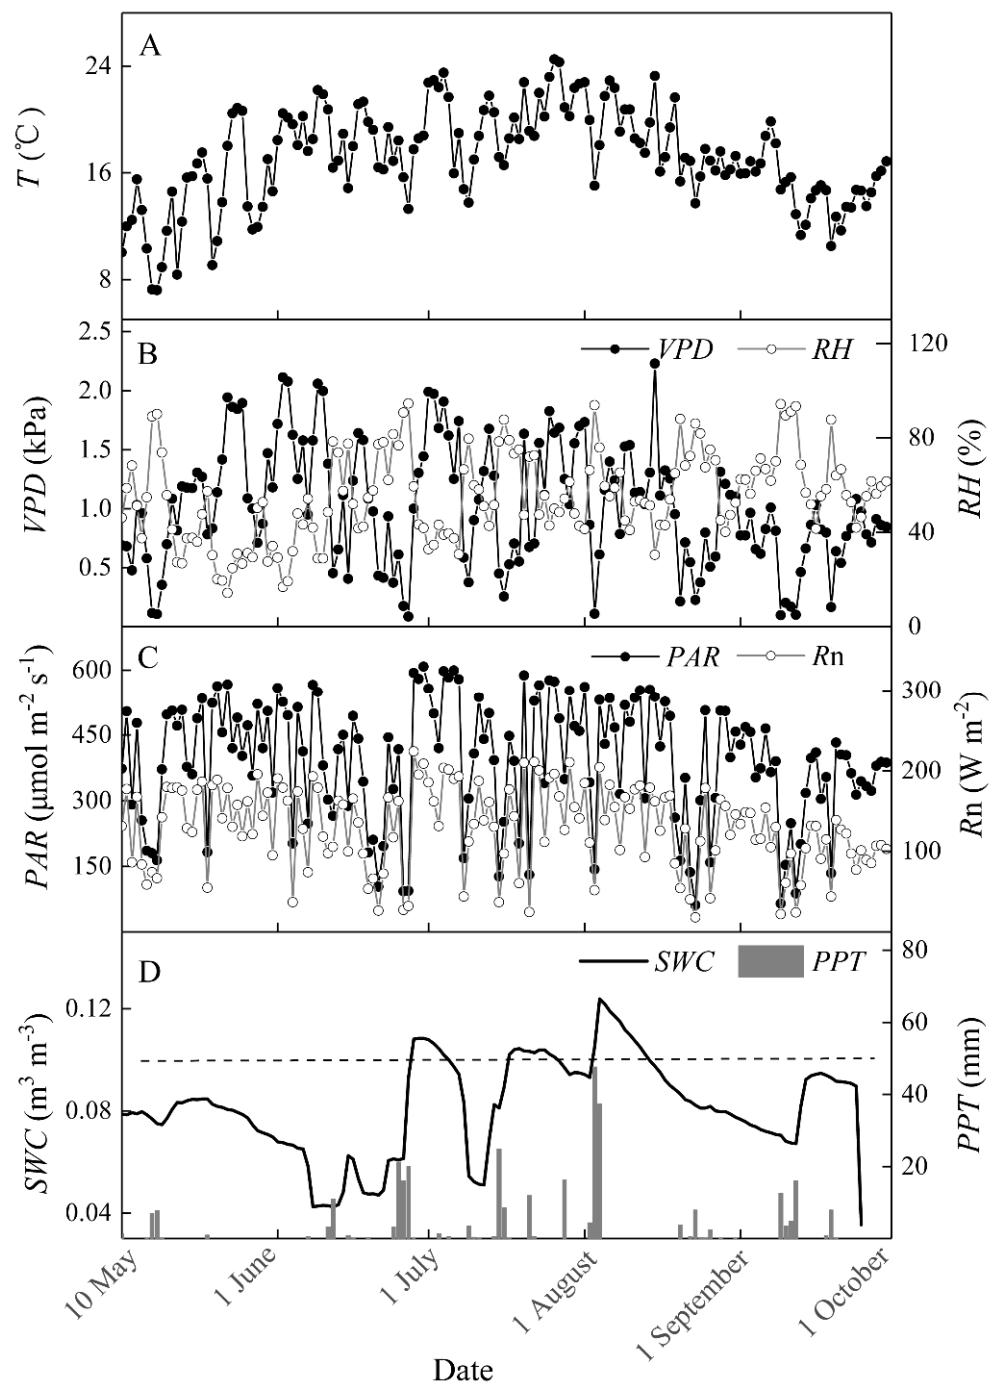 A
24
16
8
T (℃)
B
VPD
RH
2.5
2.0
1.5
1.0
0.5
VPD (kPa)
120
80
40
0
RH (%)
C
PAR
Rn
600
450
300
150
PAR (μmol m⁻² s⁻¹)
300
200
100
Rn (W m⁻²)
D
SWC
PPT
0.12
0.08
0.04
SWC (m³ m⁻³)
80
60
40
20
PPT (mm)
10 May
1 June
1 July
1 August
1 September
1 October
Date